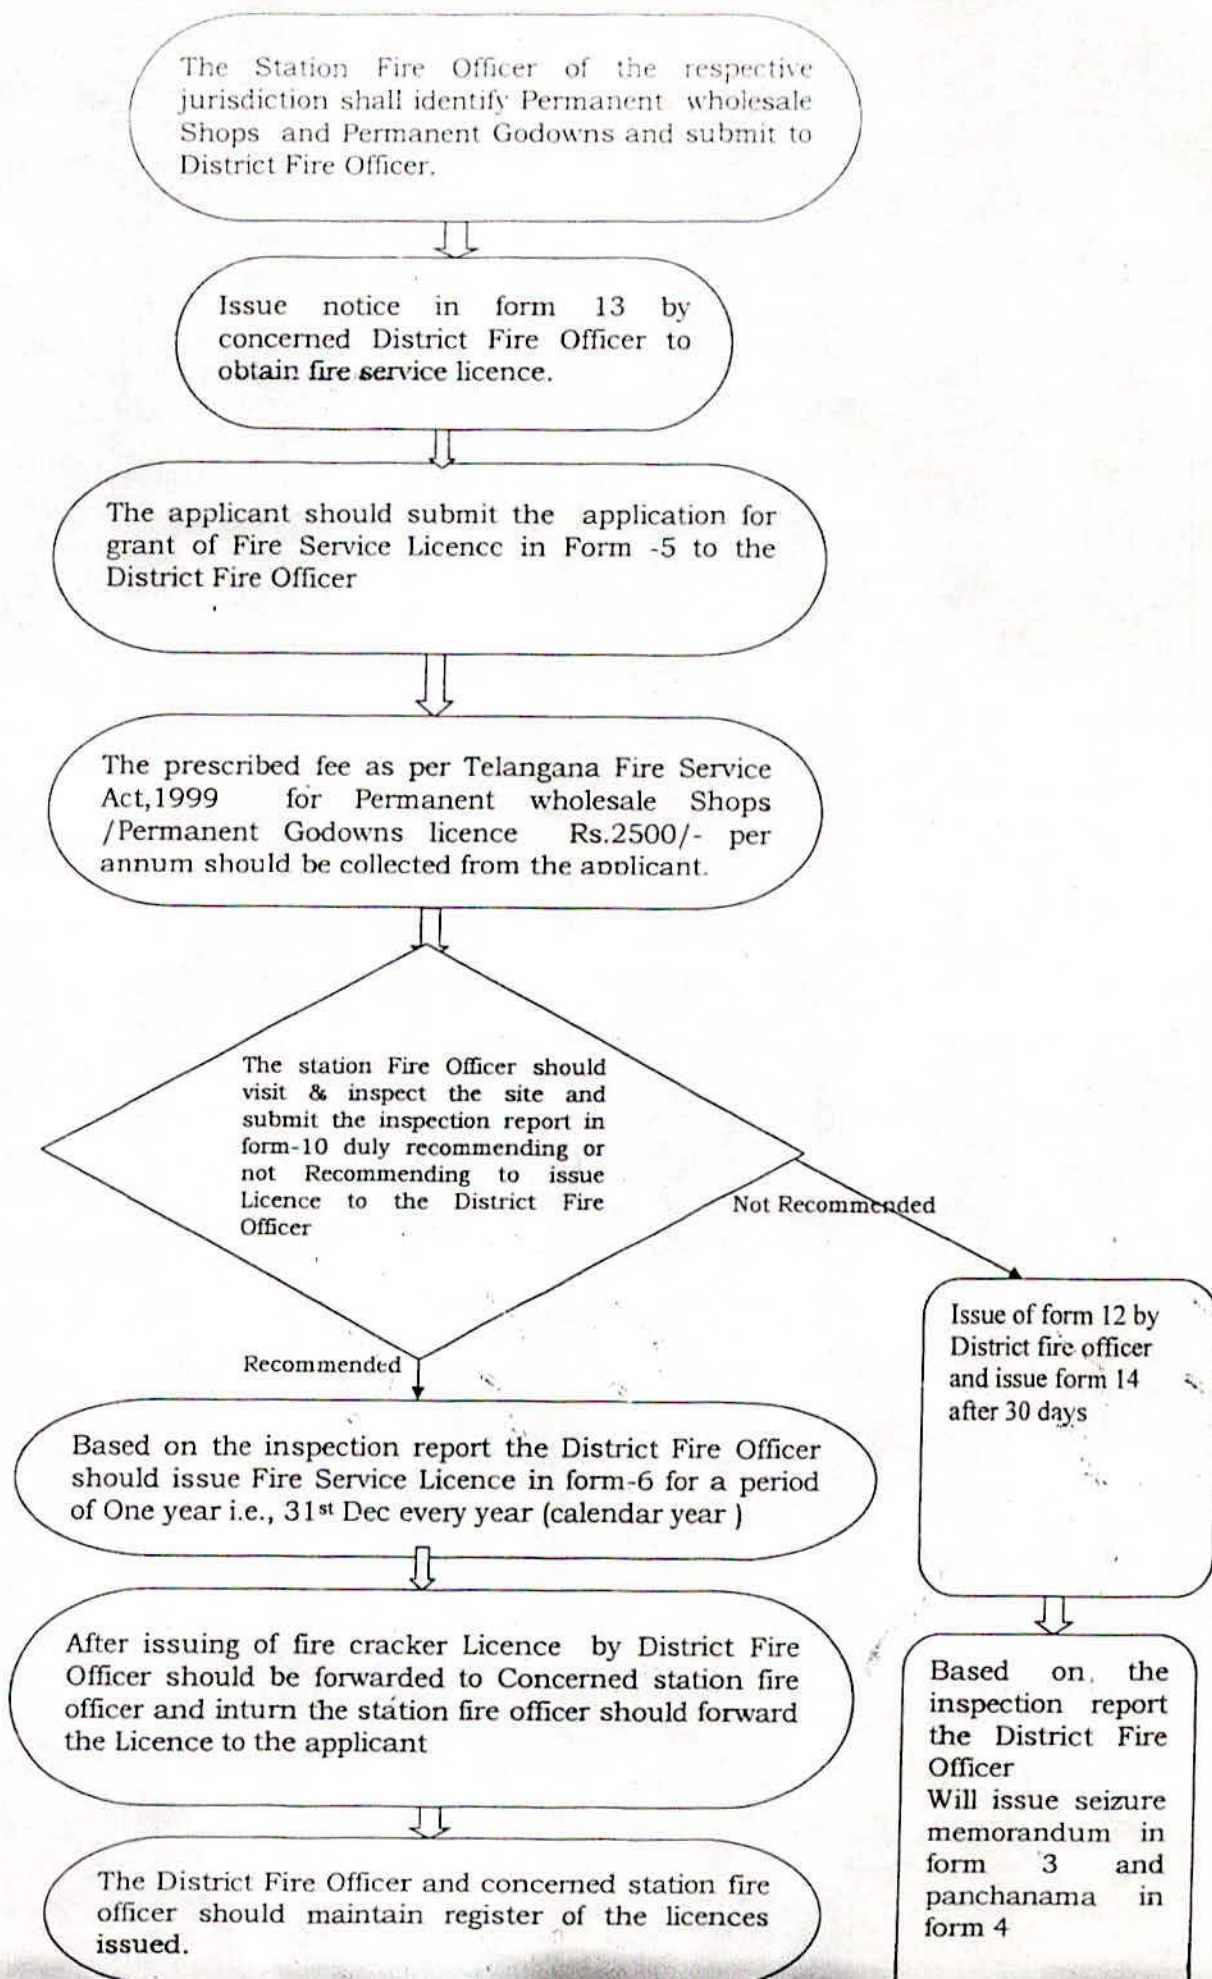 The Station Fire Officer of the respective
jurisdiction shall identify Permanent wholesale
Shops and Permanent Godowns and submit to
District Fire Officer.
Issue notice in form 13 by
concerned District Fire Officer to
obtain fire service licence.
The applicant should submit the application for
grant of Fire Service Licence in Form -5 to the
District Fire Officer
The prescribed fee as per Telangana Fire Service
Act,1999 for Permanent wholesale Shops
/Permanent Godowns licence Rs.2500/- per
annum should be collected from the applicant.
The station Fire Officer should
visit & inspect the site and
submit the inspection report in
form-10 duly recommending or
not Recommending to issue
Licence to the District Fire
Officer
Not Recommended
Recommended
Issue of form 12 by
District fire officer
and issue form 14
after 30 days
Based on the inspection report the District Fire Officer
should issue Fire Service Licence in form-6 for a period
of One year i.e., 31st Dec every year (calendar year )
After issuing of fire cracker Licence by District Fire
Officer should be forwarded to Concerned station fire
officer and inturn the station fire officer should forward
the Licence to the applicant
Based on the
inspection report
the District Fire
Officer
Will issue seizure
memorandum in
form 3 and
panchanama in
form 4
The District Fire Officer and concerned station fire
officer should maintain register of the licences
issued.